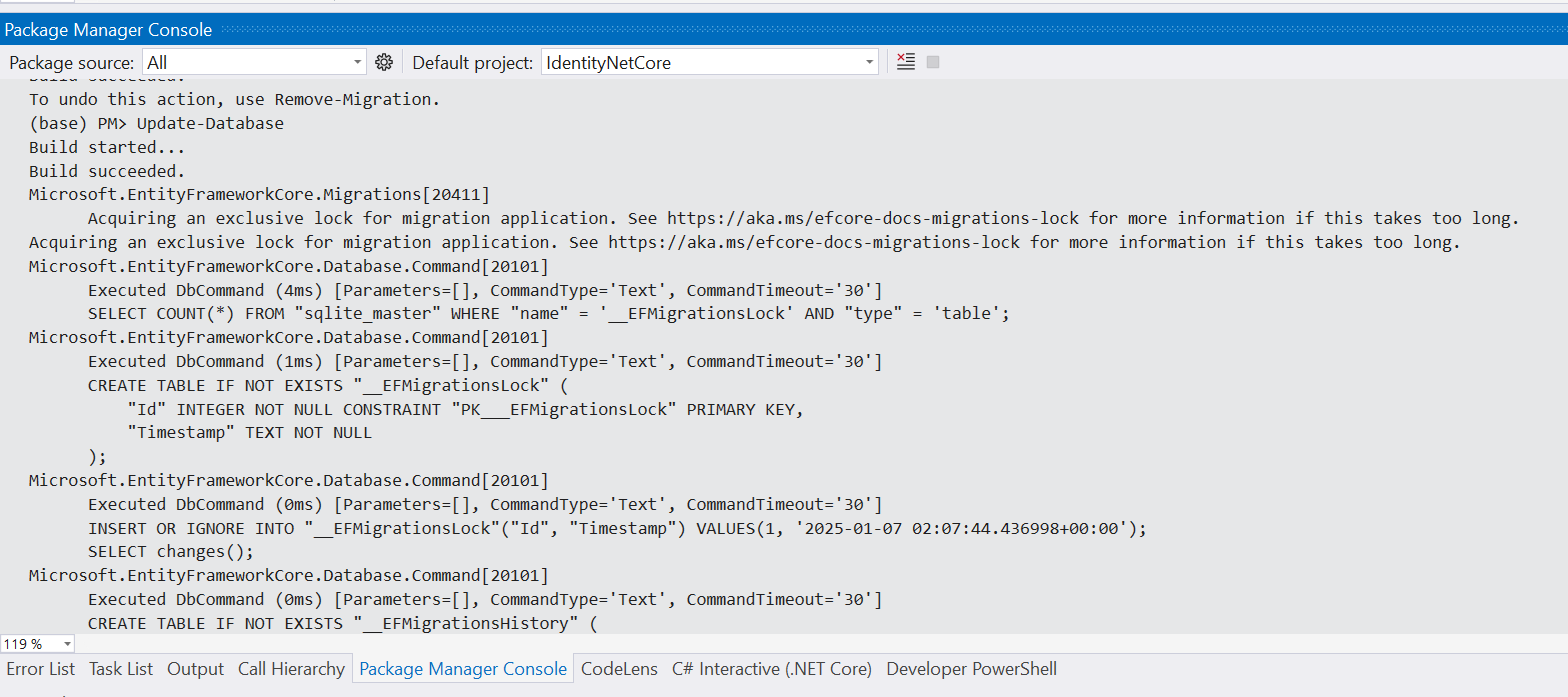 Package Manager Console
Package source: All Default project: IdentityNetCore
Build succeeded.
To undo this action, use Remove-Migration.
(base) PM> Update-Database
Build started...
Build succeeded.
Microsoft.EntityFrameworkCore.Migrations[20411]
Acquiring an exclusive lock for migration application. See https://aka.ms/efcore-docs-migrations-lock for more information if this takes too long.
Acquiring an exclusive lock for migration application. See https://aka.ms/efcore-docs-migrations-lock for more information if this takes too long.
Microsoft.EntityFrameworkCore.Database.Command[20101]
Executed DbCommand (4ms) [Parameters=[], CommandType='Text', CommandTimeout='30']
SELECT COUNT(*) FROM "sqlite_master" WHERE "name" = '__EFMigrationsLock' AND "type" = 'table';
Microsoft.EntityFrameworkCore.Database.Command[20101]
Executed DbCommand (1ms) [Parameters=[], CommandType='Text', CommandTimeout='30']
CREATE TABLE IF NOT EXISTS "__EFMigrationsLock" (
"Id" INTEGER NOT NULL CONSTRAINT "PK___EFMigrationsLock" PRIMARY KEY,
"Timestamp" TEXT NOT NULL
);
Microsoft.EntityFrameworkCore.Database.Command[20101]
Executed DbCommand (0ms) [Parameters=[], CommandType='Text', CommandTimeout='30']
INSERT OR IGNORE INTO "__EFMigrationsLock"("Id", "Timestamp") VALUES(1, '2025-01-07 02:07:44.436998+00:00');
SELECT changes();
Microsoft.EntityFrameworkCore.Database.Command[20101]
Executed DbCommand (0ms) [Parameters=[], CommandType='Text', CommandTimeout='30']
CREATE TABLE IF NOT EXISTS "__EFMigrationsHistory" (
119 %
Error List Task List Output Call Hierarchy Package Manager Console CodeLens C# Interactive (.NET Core) Developer PowerShell